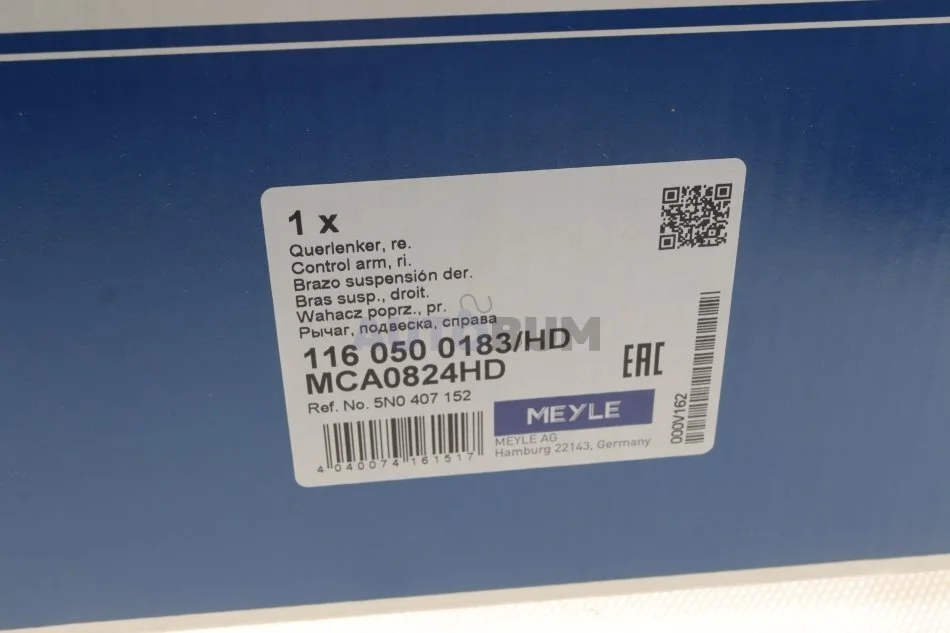 1 x
Querlenker, re.
Control arm, ri.
Brazo suspensión der.
Bras susp., droit.
Wahacz poprz., pr.
Рычаг, подвеска, справа
AUTOBUM
116 050 0183/HD
MCA0824HD
Ref. No. 5N0 407 152
EAC
MEYLE
MEYLE AG
Hamburg 22143, Germany
4 040074 161517
000V162